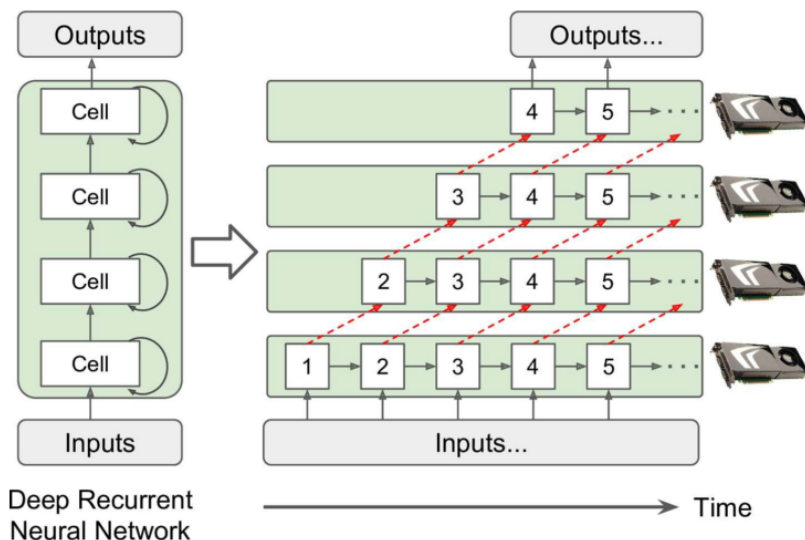 Outputs
Cell
Cell
Cell
Cell
Inputs
Deep Recurrent
Neural Network
Outputs...
4 5 ...
3 4 5 ...
2 3 4 5 ...
1 2 3 4 5 ...
Inputs...
Time